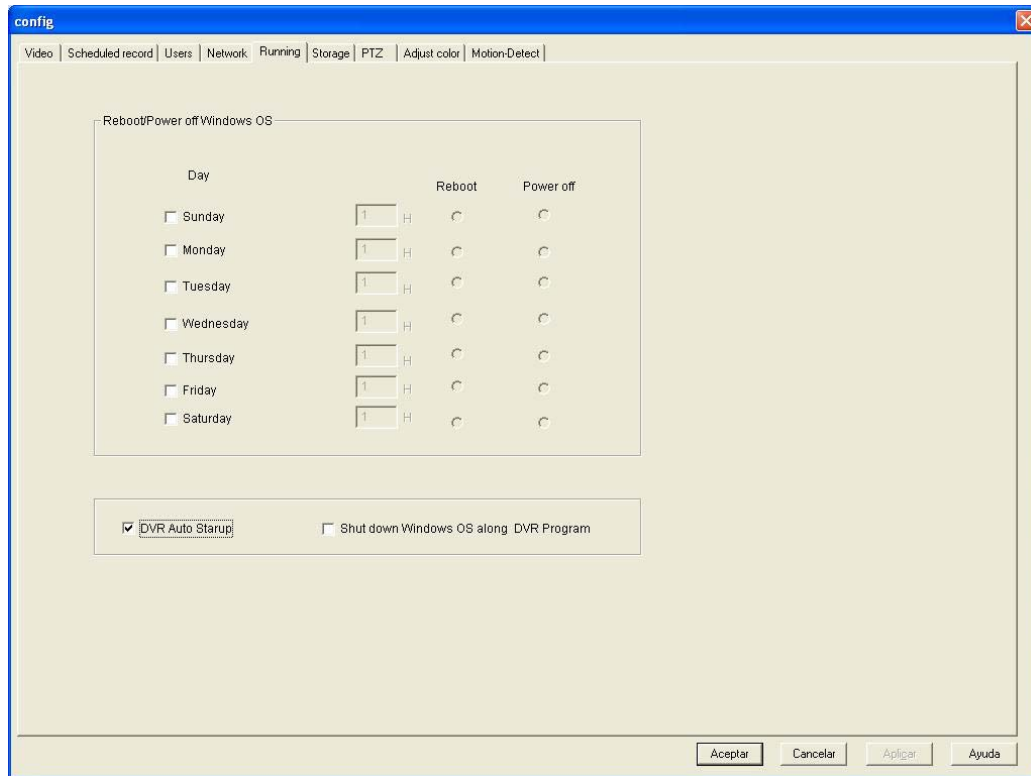 config
Video Scheduled record Users Network Running Storage PTZ Adjust color Motion-Detect
Reboot/Power off Windows OS
Day Reboot Power off
Sunday 1 H
Monday 1 H
Tuesday 1 H
Wednesday 1 H
Thursday 1 H
Friday 1 H
Saturday 1 H
DVR Auto Starup Shut down Windows OS along DVR Program
Aceptar Cancelar Aplicar Ayuda